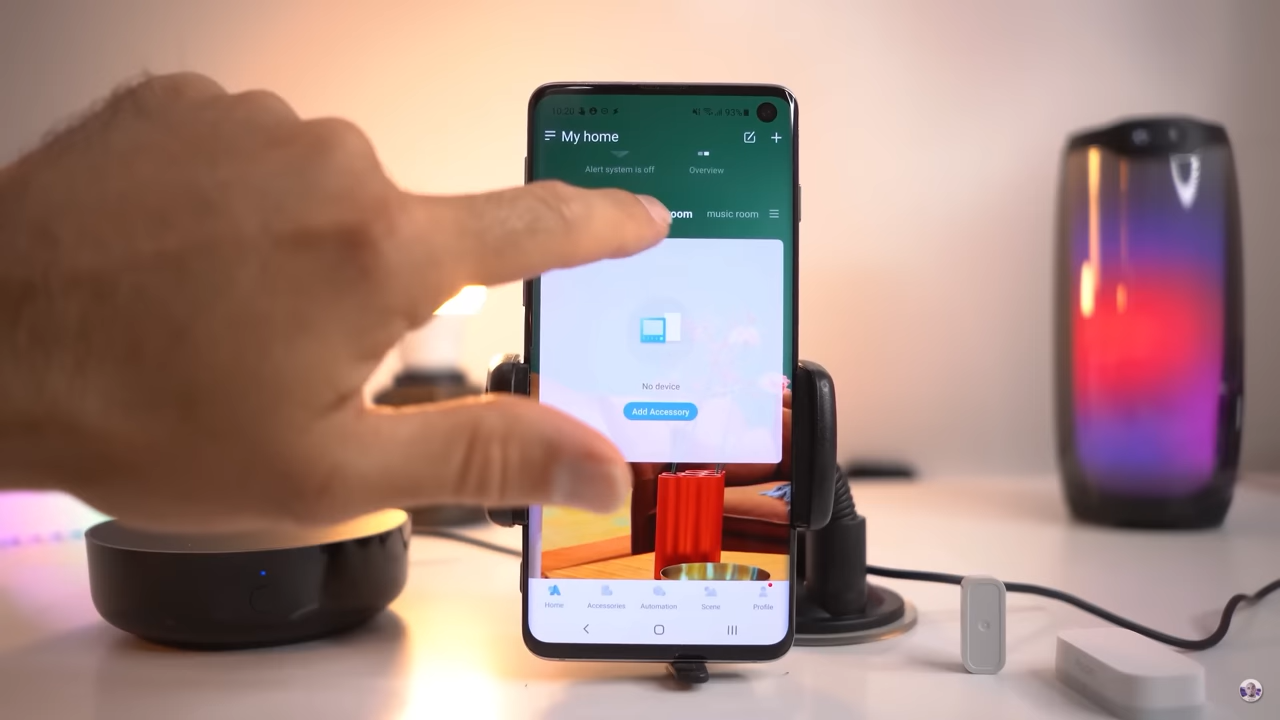 10:20 93%
My home
Alert system is off Overview
oom music room
No device
Add Accessory
Home Accessories Automation Scene Profile